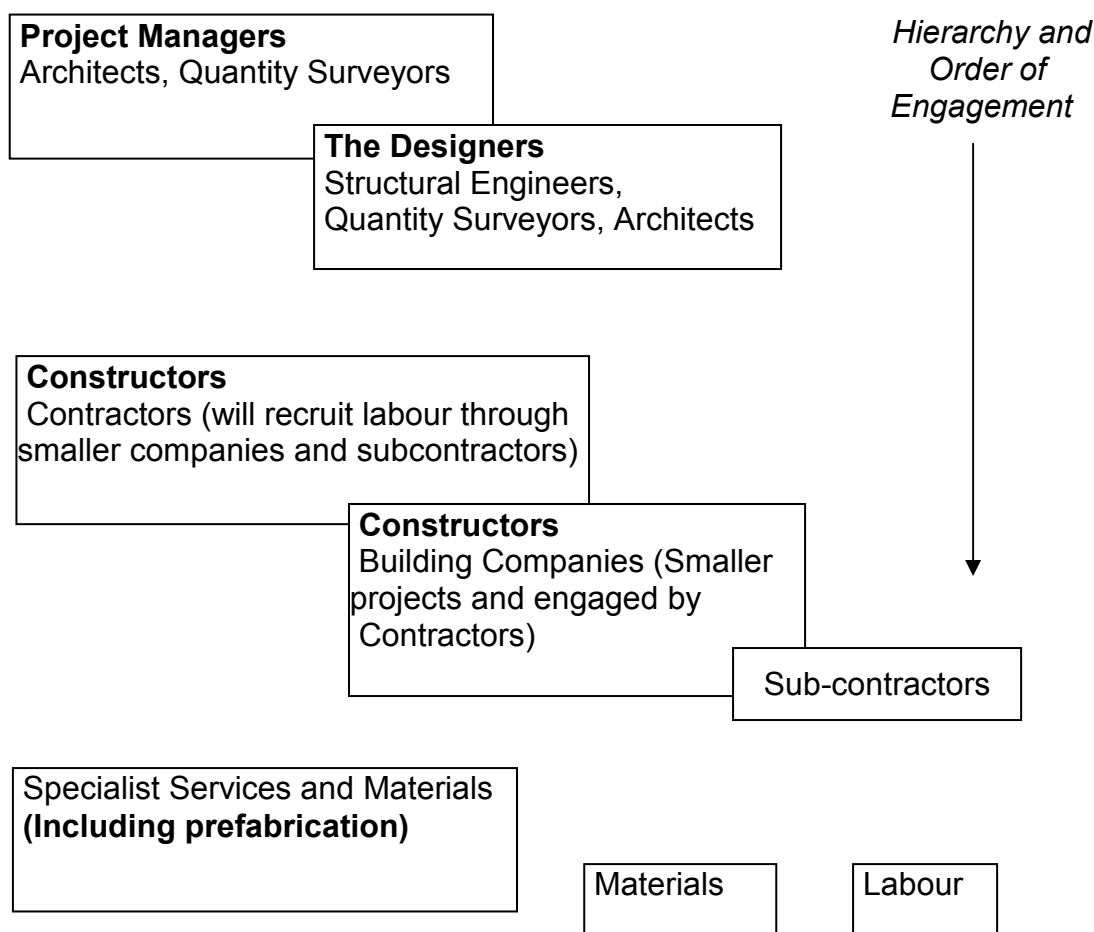 Project Managers
Architects, Quantity Surveyors
Hierarchy and
Order of
Engagement
The Designers
Structural Engineers,
Quantity Surveyors, Architects
Constructors
Contractors (will recruit labour through
smaller companies and subcontractors)
Constructors
Building Companies (Smaller
projects and engaged by
Contractors)
Sub-contractors
Specialist Services and Materials
(Including prefabrication)
Materials
Labour